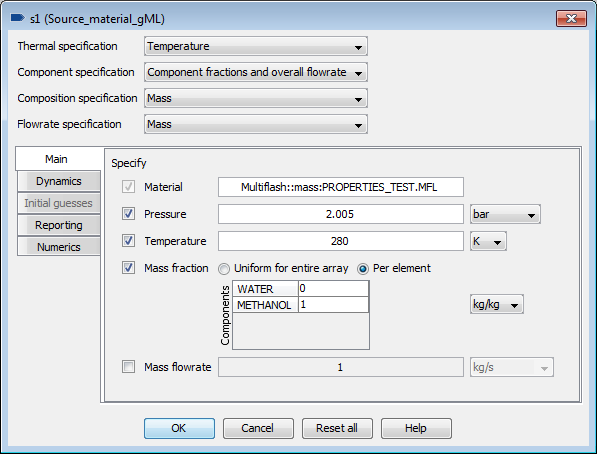 s1 (Source_material_gML)
Thermal specification Temperature
Component specification Component fractions and overall flowrate
Composition specification Mass
Flowrate specification Mass
Main
Dynamics
Initial guesses
Reporting
Numerics
Specify
Material Multiflash::mass:PROPERTIES_TEST.MFL
Pressure 2.005 bar
Temperature 280 K
Mass fraction Uniform for entire array Per element
Components
WATER 0
METHANOL 1
kg/kg
Mass flowrate 1 kg/s
OK Cancel Reset all Help